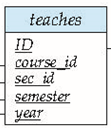 teaches
ID
course_id
sec_id
semester
year